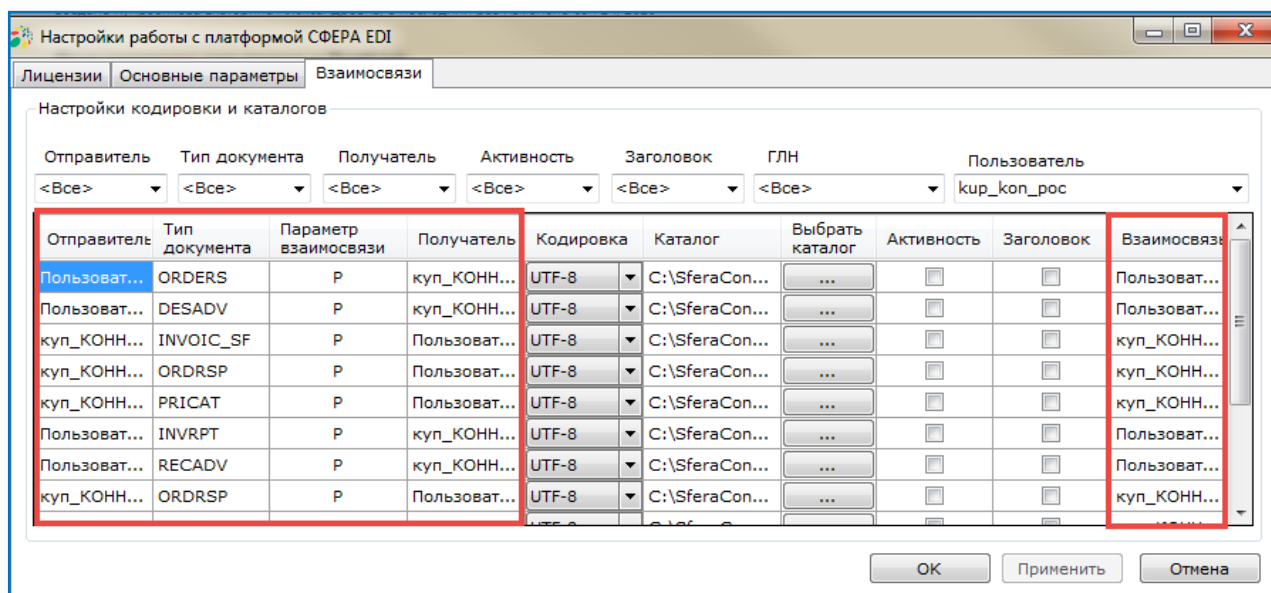 Настройки работы с платформой СФЕРА EDI
Лицензии Основные параметры Взаимосвязи
Настройки кодировки и каталогов
Отправитель Тип документа Получатель Активность Заголовок ГЛН Пользователь
<Все> <Все> <Все> <Все> <Все> <Все> kup_kon_poc
Отправитель Тип документа Параметр взаимосвязи Получатель Кодировка Каталог Выбрать каталог Активность Заголовок Взаимосвязь
Пользоват... ORDERS P куп_КОНН... UTF-8 C:\SferaCon... ... Пользоват...
Пользоват... DESADV P куп_КОНН... UTF-8 C:\SferaCon... ... Пользоват...
куп_КОНН... INVOIC_SF P Пользоват... UTF-8 C:\SferaCon... ... куп_КОНН...
куп_КОНН... ORDRSP P Пользоват... UTF-8 C:\SferaCon... ... куп_КОНН...
куп_КОНН... PRICAT P Пользоват... UTF-8 C:\SferaCon... ... куп_КОНН...
Пользоват... INVRPT P куп_КОНН... UTF-8 C:\SferaCon... ... Пользоват...
Пользоват... RECADV P куп_КОНН... UTF-8 C:\SferaCon... ... Пользоват...
куп_КОНН... ORDRSP P Пользоват... UTF-8 C:\SferaCon... ... куп_КОНН...
OK Применить Отмена